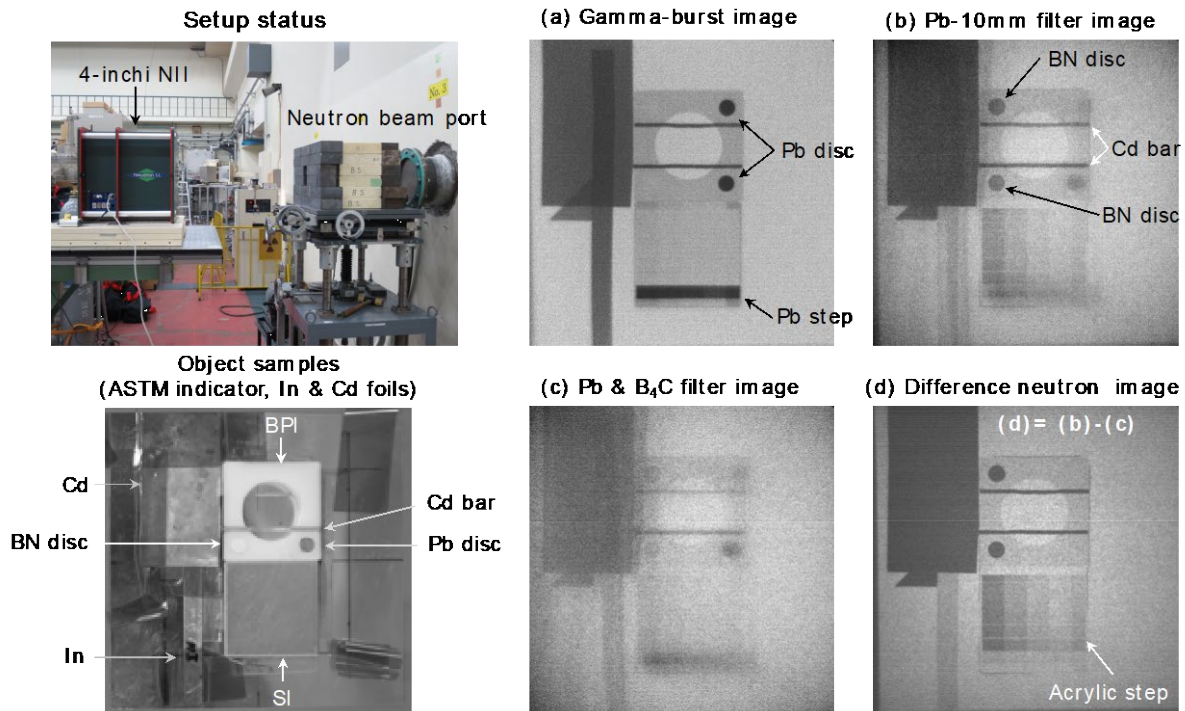 Setup status
4-inchi NII
Neutron beam port
No. 5
B.S.
B.S.
Object samples
(ASTM indicator, In & Cd foils)
BPI
Cd
BN disc
In
SI
Cd bar
Pb disc
(a) Gamma-burst image
Pb disc
Pb step
(b) Pb-10mm filter image
BN disc
Cd bar
BN disc
(c) Pb & B₄C filter image
(d) Difference neutron image
(d)= (b)-(c)
Acrylic step